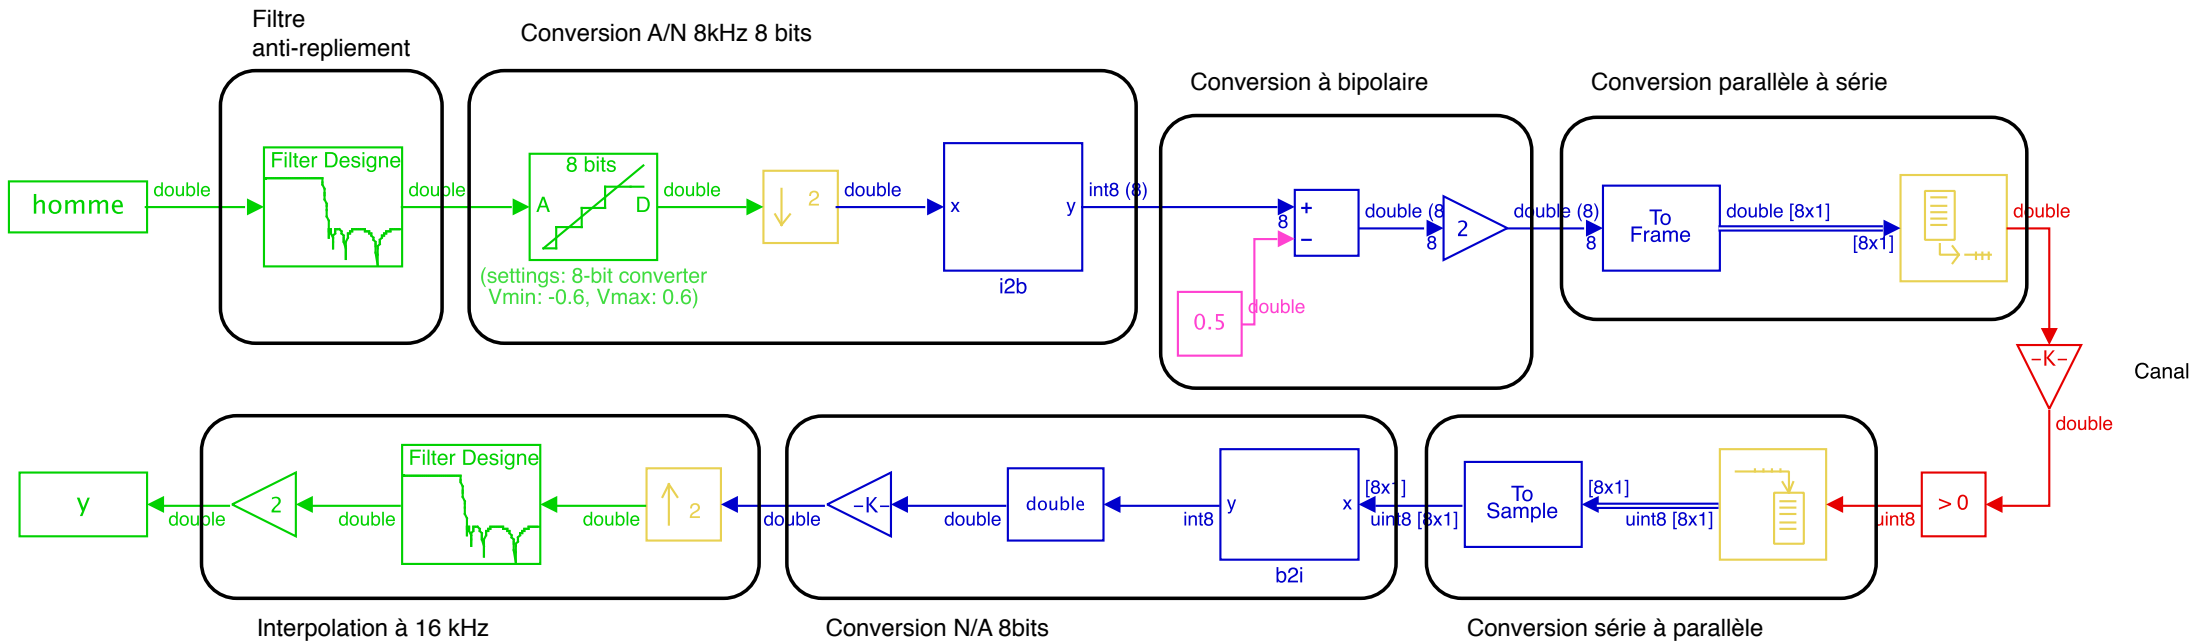 Filtre
anti-repliement
Conversion A/N 8kHz 8 bits
Conversion à bipolaire
Conversion parallèle à série
homme
double
Filter Designe
double
8 bits
A
D
(settings: 8-bit converter
Vmin: -0.6, Vmax: 0.6)
double
2
double
x
y
i2b
int8 (8)
8
+
−
0.5
double
double (8
8
2
double (8)
8
To
Frame
double [8x1]
[8x1]
double
-K-
Canal
double
> 0
uint8
uint8 [8x1]
[8x1]
To
Sample
uint8 [8x1]
[8x1]
x
y
b2i
int8
double
double
-K-
double
2
double
Filter Designe
double
2
double
y
Interpolation à 16 kHz
Conversion N/A 8bits
Conversion série à parallèle